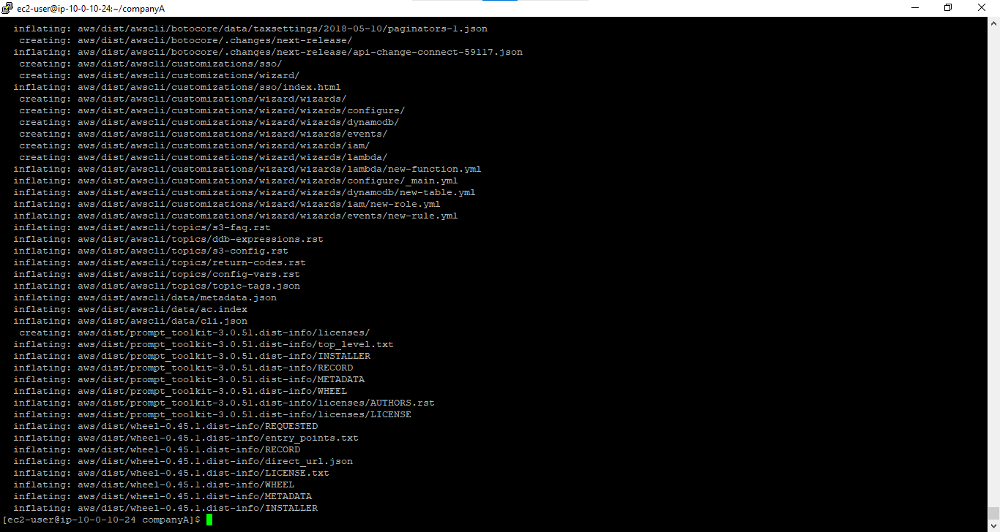 ec2-user@ip-10-0-10-24:~/companyA
inflating: aws/dist/awscli/botocore/data/taxsettings/2018-05-10/paginators-1.json
creating: aws/dist/awscli/botocore/.changes/next-release/
inflating: aws/dist/awscli/botocore/.changes/next-release/api-change-connect-59117.json
creating: aws/dist/awscli/customizations/sso/
creating: aws/dist/awscli/customizations/wizard/
inflating: aws/dist/awscli/customizations/sso/index.html
creating: aws/dist/awscli/customizations/wizard/wizards/
creating: aws/dist/awscli/customizations/wizard/wizards/configure/
creating: aws/dist/awscli/customizations/wizard/wizards/dynamodb/
creating: aws/dist/awscli/customizations/wizard/wizards/events/
creating: aws/dist/awscli/customizations/wizard/wizards/iam/
creating: aws/dist/awscli/customizations/wizard/wizards/lambda/
inflating: aws/dist/awscli/customizations/wizard/wizards/lambda/new-function.yml
inflating: aws/dist/awscli/customizations/wizard/wizards/configure/_main.yml
inflating: aws/dist/awscli/customizations/wizard/wizards/dynamodb/new-table.yml
inflating: aws/dist/awscli/customizations/wizard/wizards/iam/new-role.yml
inflating: aws/dist/awscli/customizations/wizard/wizards/events/new-rule.yml
inflating: aws/dist/awscli/topics/s3-faq.rst
inflating: aws/dist/awscli/topics/ddb-expressions.rst
inflating: aws/dist/awscli/topics/s3-config.rst
inflating: aws/dist/awscli/topics/return-codes.rst
inflating: aws/dist/awscli/topics/config-vars.rst
inflating: aws/dist/awscli/topics/topic-tags.json
inflating: aws/dist/awscli/data/metadata.json
inflating: aws/dist/awscli/data/ac.index
inflating: aws/dist/awscli/data/cli.json
creating: aws/dist/prompt_toolkit-3.0.51.dist-info/licenses/
inflating: aws/dist/prompt_toolkit-3.0.51.dist-info/top_level.txt
inflating: aws/dist/prompt_toolkit-3.0.51.dist-info/INSTALLER
inflating: aws/dist/prompt_toolkit-3.0.51.dist-info/RECORD
inflating: aws/dist/prompt_toolkit-3.0.51.dist-info/METADATA
inflating: aws/dist/prompt_toolkit-3.0.51.dist-info/WHEEL
inflating: aws/dist/prompt_toolkit-3.0.51.dist-info/licenses/AUTHORS.rst
inflating: aws/dist/prompt_toolkit-3.0.51.dist-info/licenses/LICENSE
inflating: aws/dist/wheel-0.45.1.dist-info/REQUESTED
inflating: aws/dist/wheel-0.45.1.dist-info/entry_points.txt
inflating: aws/dist/wheel-0.45.1.dist-info/RECORD
inflating: aws/dist/wheel-0.45.1.dist-info/direct_url.json
inflating: aws/dist/wheel-0.45.1.dist-info/LICENSE.txt
inflating: aws/dist/wheel-0.45.1.dist-info/WHEEL
inflating: aws/dist/wheel-0.45.1.dist-info/METADATA
inflating: aws/dist/wheel-0.45.1.dist-info/INSTALLER
[ec2-user@ip-10-0-10-24 companyA]$